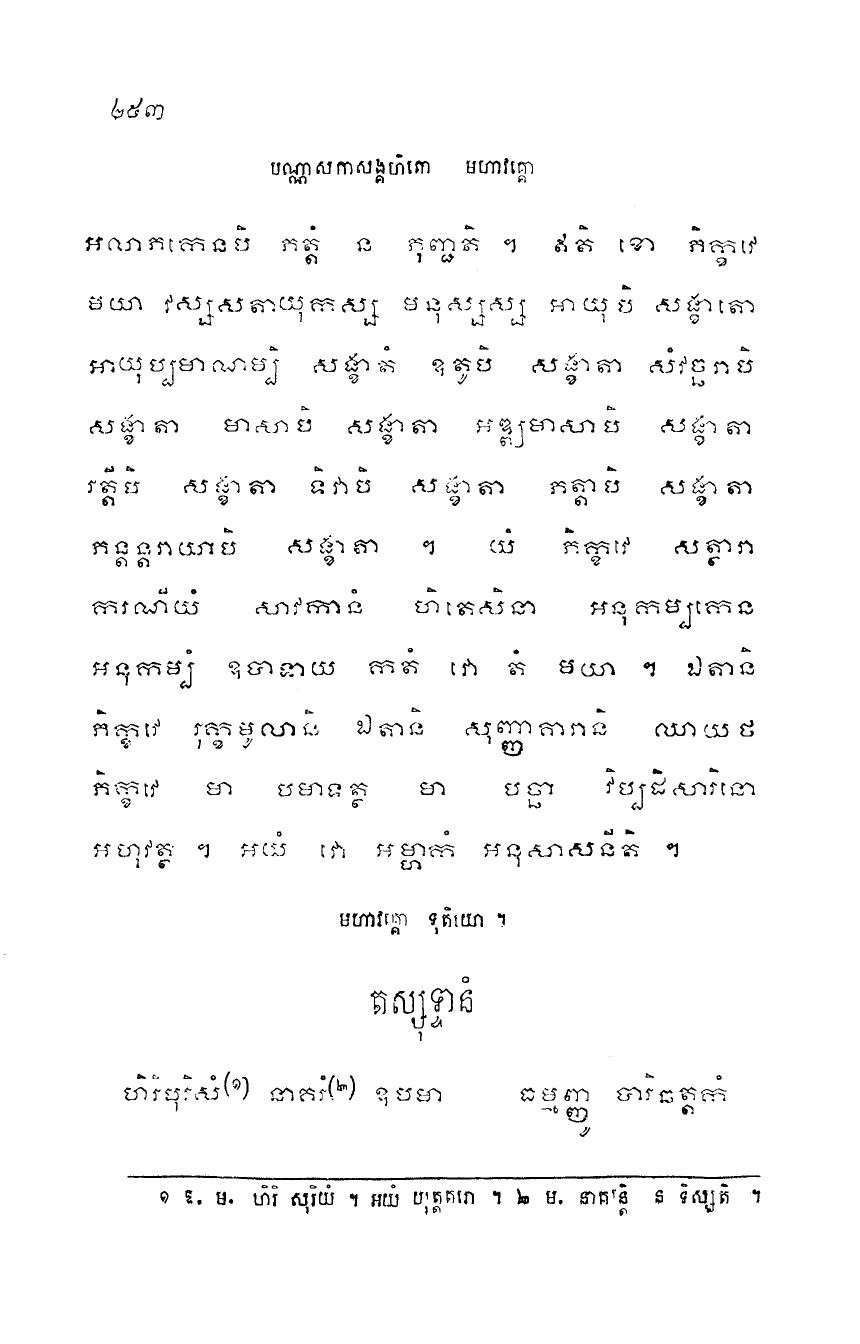 ២៥៣
បណ្ណាសកាសង្គហិតោ មហាវគ្គោ
អលាភកេនបិ ភត្តំ ន ភុញ្ជតិ ។ ឥតិ ខោ ភិក្ខវេ
មយា វស្សសតាយុកស្ស មនុស្សស្ស អាយុបិ សង្ខាតោ
អាយុប្បមាណម្បិ សង្ខាតំ ឧតូបិ សង្ខាតា សំវច្ឆរាបិ
សង្ខាតា មាសាបិ សង្ខាតា អឌ្ឍមាសាបិ សង្ខាតា
រត្តីបិ សង្ខាតា ទិវាបិ សង្ខាតា ភត្តាបិ សង្ខាតា
ភន្តន្តរាយាបិ សង្ខាតា ។ យំ ភិក្ខវេ សត្ថារា
ករណីយំ សាវកានំ ហិតេសិនា អនុកម្បកេន
អនុកម្បំ ឧបាទាយ កតំ វោ តំ មយា ។ ឯតានិ
ភិក្ខវេ រុក្ខមូលានិ ឯតានិ សុញ្ញាគារានិ ឈាយថ
ភិក្ខវេ មា បមាទត្ថ មា បច្ឆា វិប្បដិសារិនោ
អហុវត្ថ ។ អយំ វោ អម្ហាកំ អនុសាសនីតិ ។
មហាវគ្គោ ទុតិយោ ។
តស្សុទ្ទានំ
ហិរិបុរិសំ(១) នាគរំ(២) ឧបមា ធម្មញ្ញូ បារិឆត្តកំ
១ ឱ. ម. ហិរិ សុរិយំ ។ អយំ បុត្តតរោ ។ ២ ម. នាគរន្តិ ន ទិស្សតិ ។